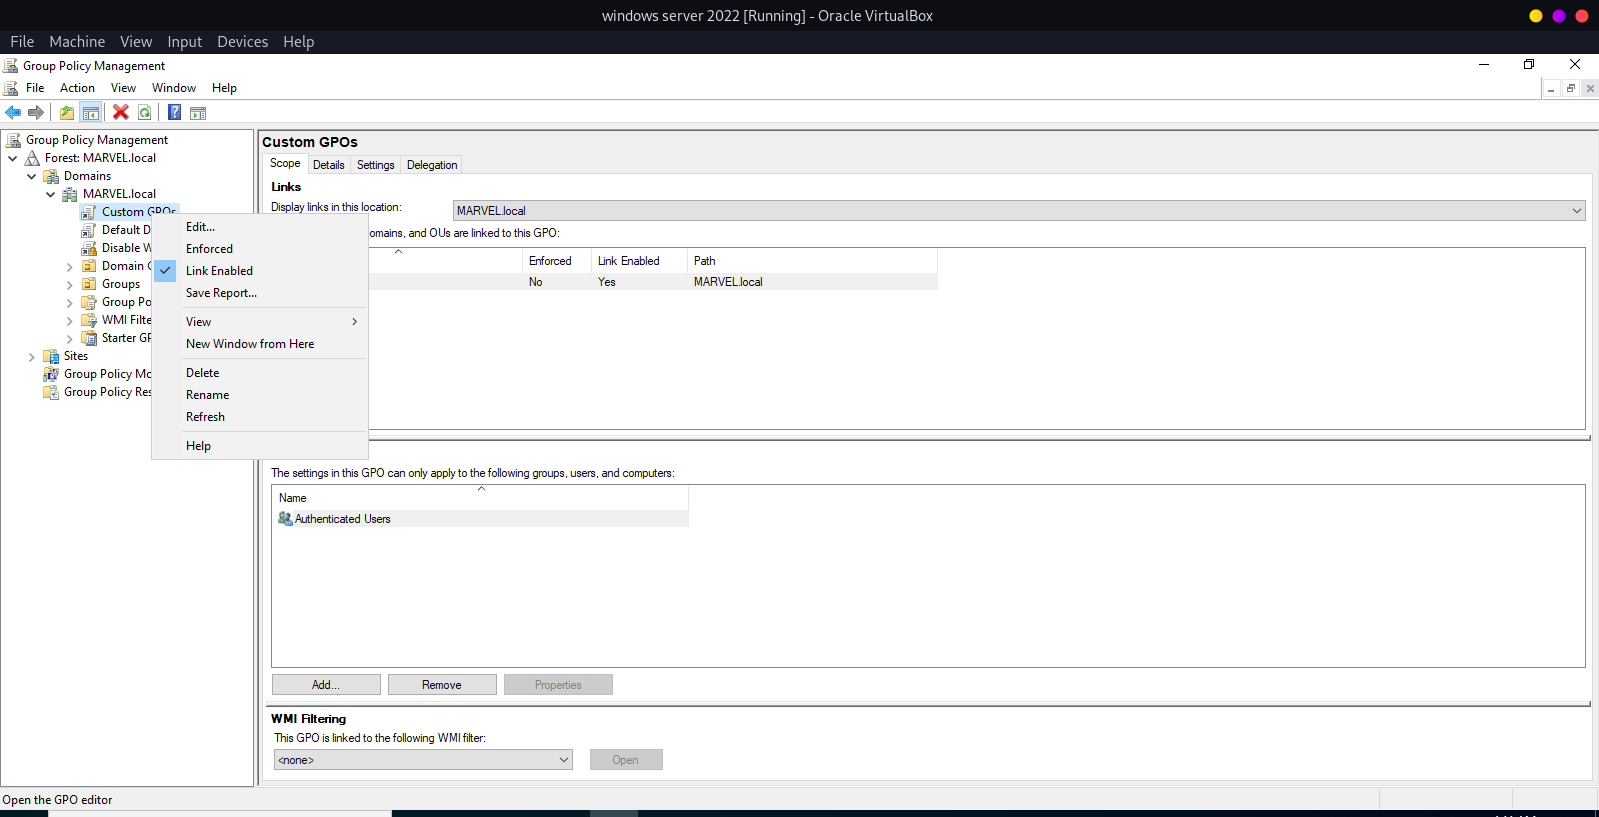 windows server 2022 [Running] - Oracle VirtualBox
File Machine View Input Devices Help
Group Policy Management
File Action View Window Help
Group Policy Management
Forest: MARVEL.local
Domains
MARVEL.local
Custom GPOs
Default D
Disable W
Domain
Groups
Group Po
WMI Filte
Starter GP
Sites
Group Policy Mo
Group Policy Res
Edit...
Enforced
Link Enabled
Save Report...
View
New Window from Here
Delete
Rename
Refresh
Help
Custom GPOs
Scope Details Settings Delegation
Links
Display links in this location: MARVEL.local
omains, and OUs are linked to this GPO:
Enforced Link Enabled Path
No Yes MARVEL.local
The settings in this GPO can only apply to the following groups, users, and computers:
Name
Authenticated Users
Add... Remove Properties
WMI Filtering
This GPO is linked to the following WMI filter:
<none> Open
Open the GPO editor